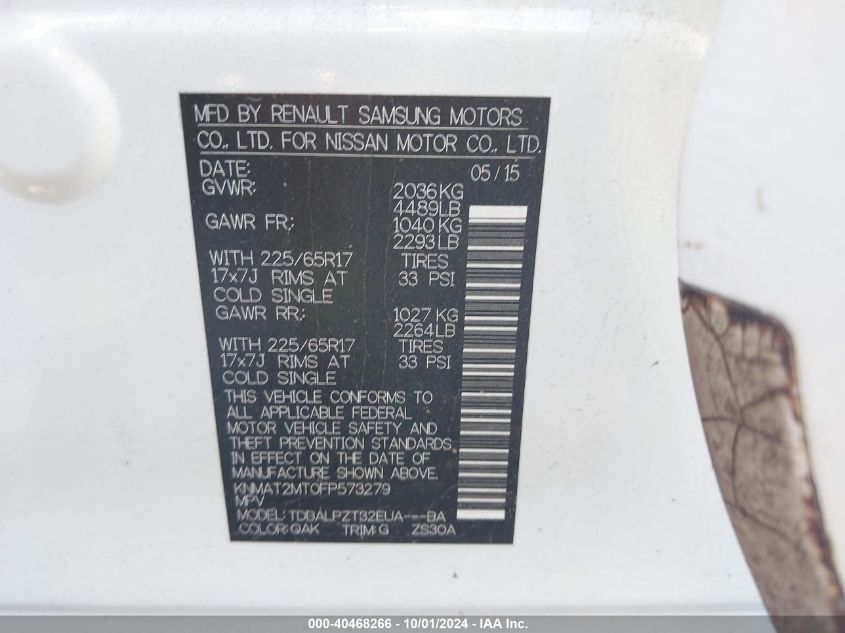 MFD BY RENAULT SAMSUNG MOTORS
CO., LTD. FOR NISSAN MOTOR CO., LTD.
DATE: 05/15
GVWR: 2036KG
4489LB
GAWR FR: 1040KG
2293LB
WITH 225/65R17 TIRES
17x7J RIMS AT 33 PSI
COLD SINGLE
GAWR RR: 1027KG
2264LB
WITH 225/65R17 TIRES
17x7J RIMS AT 33 PSI
COLD SINGLE
THIS VEHICLE CONFORMS TO
ALL APPLICABLE FEDERAL
MOTOR VEHICLE SAFETY AND
THEFT PREVENTION STANDARDS
IN EFFECT ON THE DATE OF
MANUFACTURE SHOWN ABOVE.
KNMAT2MT0FP573279
MPV
MODEL: TDBALPZT32EUA---BA
COLOR:QAK TRIM:G ZS30A
000-40468266 - 10/01/2024 - IAA Inc.